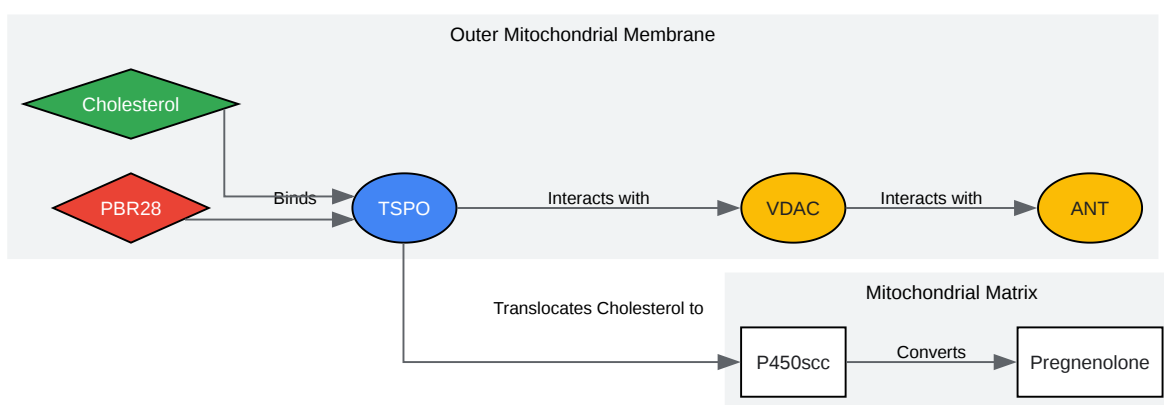 Outer Mitochondrial Membrane
Cholesterol
PBR28
Binds
TSPO
Interacts with
VDAC
Interacts with
ANT
Translocates Cholesterol to
Mitochondrial Matrix
P450scc
Converts
Pregnenolone